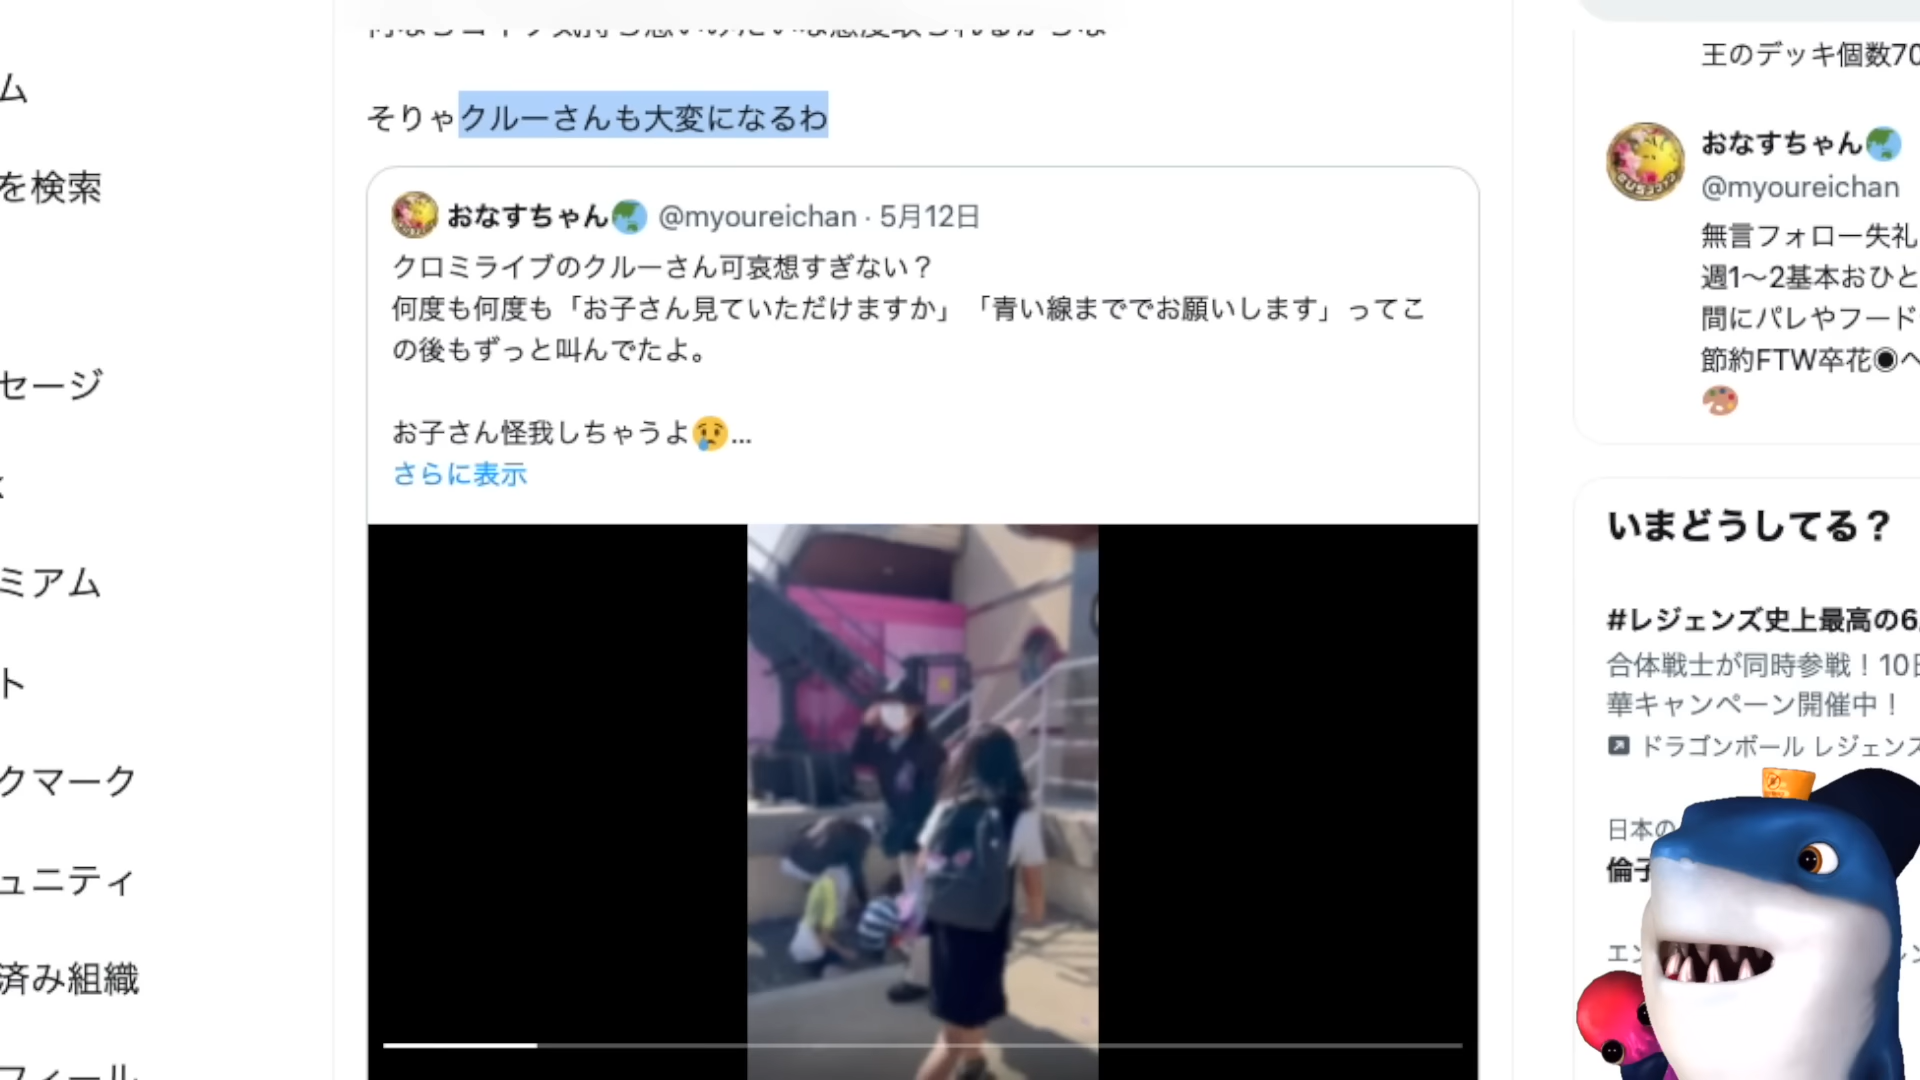 ム
を検索
セージ
ミアム
ト
クマーク
ュニティ
済み組織
フィール
そりゃクルーさんも大変になるわ
おなすちゃん🌏 @myoureichan · 5月12日
クロミライブのクルーさん可哀想すぎない？
何度も何度も「お子さん見ていただけますか」「青い線まででお願いします」ってこ
の後もずっと叫んでたよ。
お子さん怪我しちゃうよ😢...
さらに表示
王のデッキ個数70
おなすちゃん🌏
@myoureichan
無言フォロー失礼
週1〜2基本おひと
間にパレやフード
節約FTW卒花◉へ
🎨
いまどうしてる？
#レジェンズ史上最高の6
合体戦士が同時参戦！10日
華キャンペーン開催中！
ドラゴンボール レジェンズ
日本の
倫子
エン